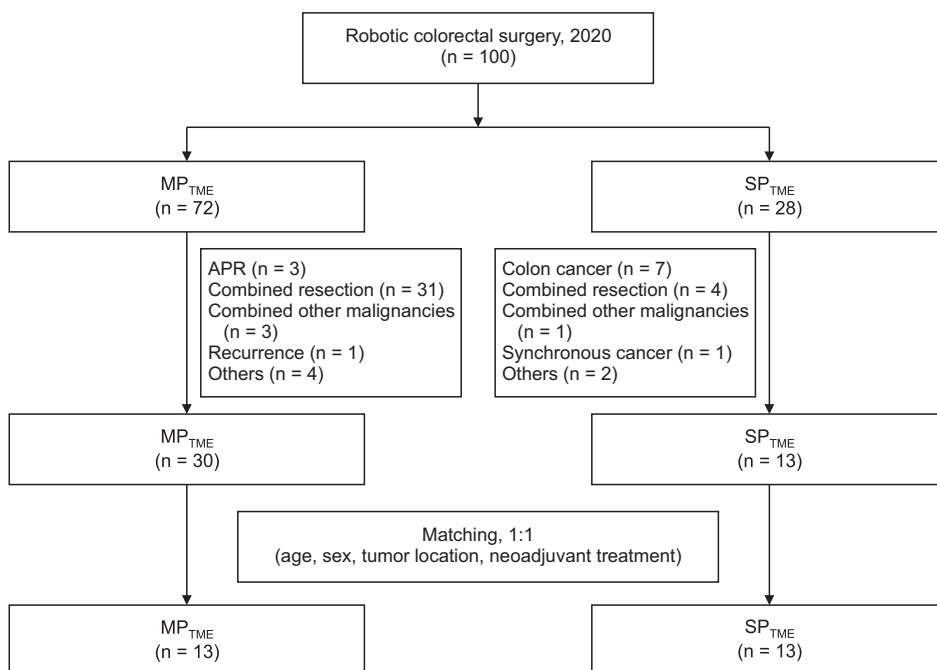 Robotic colorectal surgery, 2020
(n = 100)
MP_TME
(n = 72)
SP_TME
(n = 28)
APR (n = 3)
Combined resection (n = 31)
Combined other malignancies
(n = 3)
Recurrence (n = 1)
Others (n = 4)
Colon cancer (n = 7)
Combined resection (n = 4)
Combined other malignancies
(n = 1)
Synchronous cancer (n = 1)
Others (n = 2)
MP_TME
(n = 30)
SP_TME
(n = 13)
Matching, 1:1
(age, sex, tumor location, neoadjuvant treatment)
MP_TME
(n = 13)
SP_TME
(n = 13)